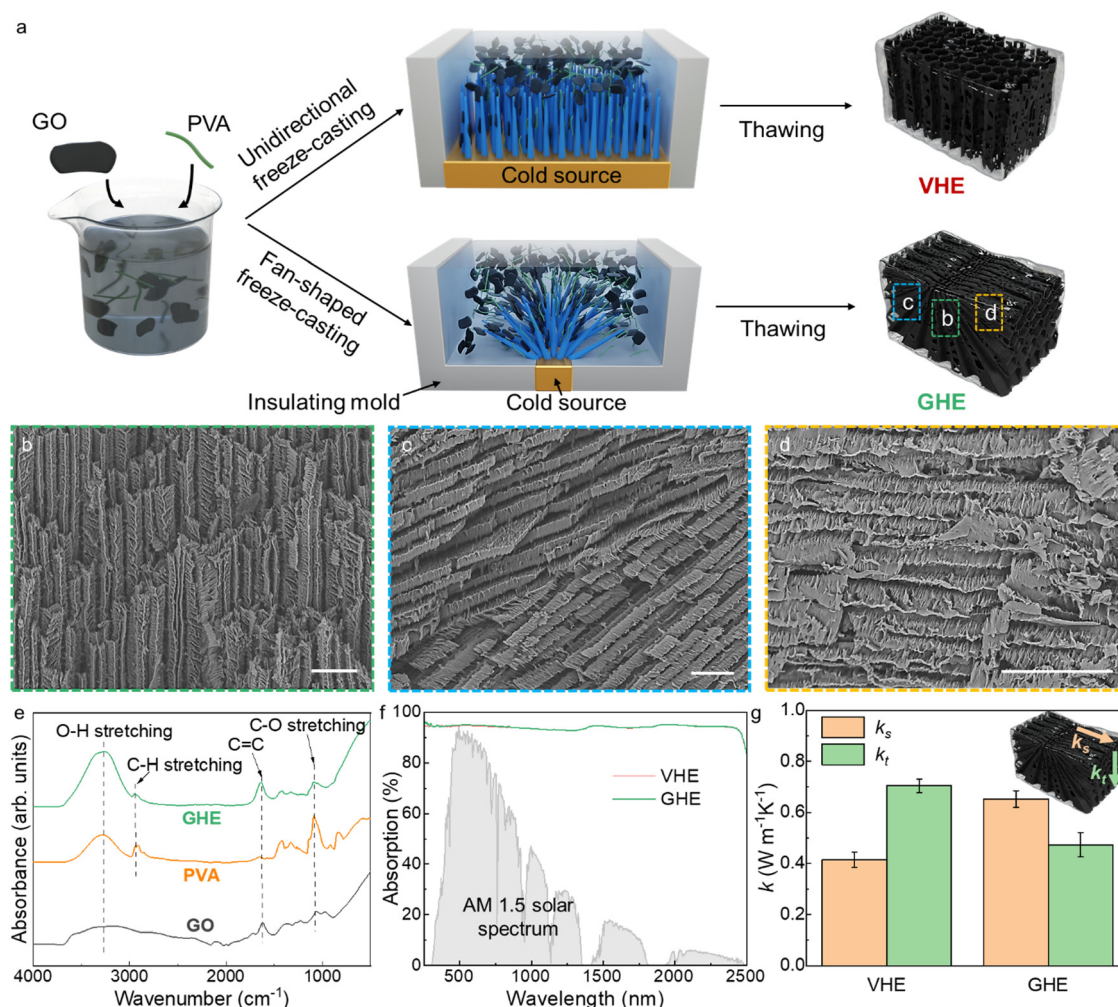 a
GO
PVA
Unidirectional
freeze-casting
Fan-shaped
freeze-casting
Cold source
Thawing
VHE
Insulating mold
Cold source
Thawing
c
b
d
GHE
b
c
d
e
O-H stretching
C-H stretching
C=C
C-O stretching
GHE
PVA
GO
Absorbance (arb. units)
4000
3000
2000
1000
Wavenumber (cm-1)
f
100
80
60
40
20
0
Absorption (%)
VHE
GHE
AM 1.5 solar
spectrum
500
1000
1500
2000
2500
Wavelength (nm)
g
1.0
0.8
0.6
0.4
0.2
0.0
k (W m-1K-1)
ks
kt
ks
kt
VHE
GHE